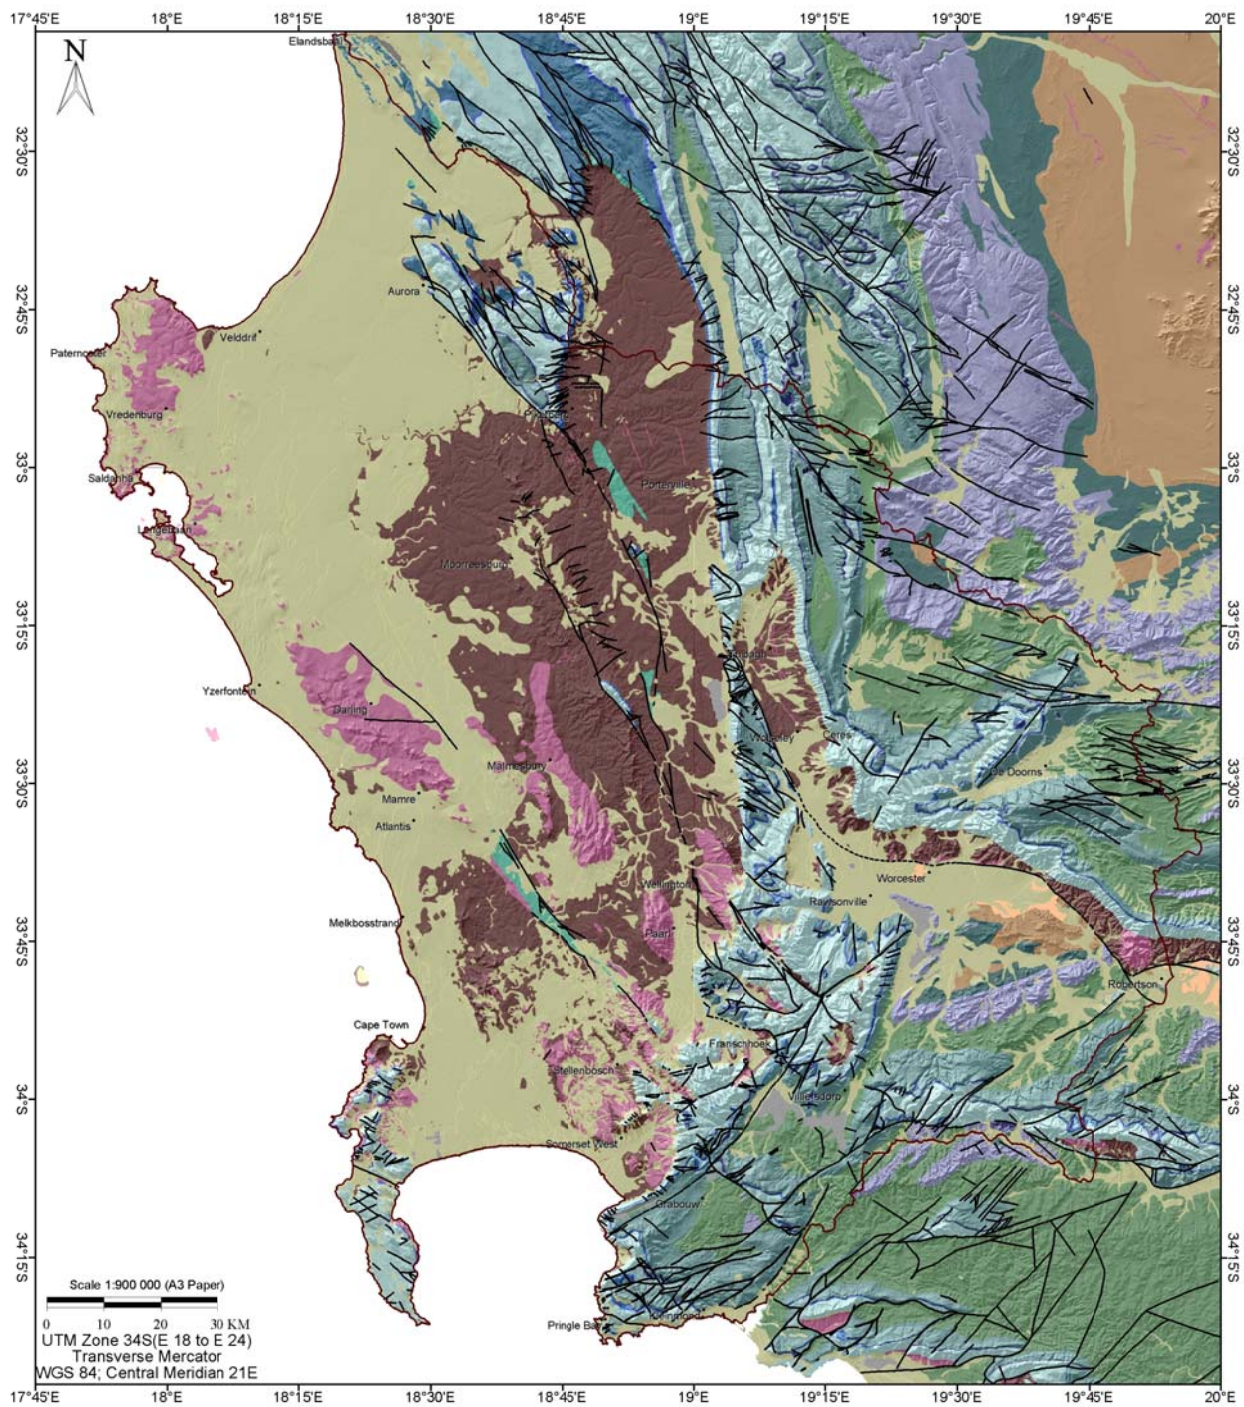 17°45'E 18°E 18°15'E 18°30'E 18°45'E 19°E 19°15'E 19°30'E 19°45'E 20°E
N
Elandsbaai
32°30'S 32°30'S
Aurora
32°45'S 32°45'S
Velddrif
Paternoster
Vredenburg
Piketberg
33°S 33°S
Saldanha
Porterville
Langebaan
Moorreesburg
33°15'S 33°15'S
Tulbagh
Yzerfontein
Darling
Wolseley Ceres
Malmesbury
De Doorns
33°30'S 33°30'S
Mamre
Atlantis
Worcester
Wellington
Rawsonville
Melkbosstrand
Paarl
33°45'S 33°45'S
Robertson
Cape Town
Franschhoek
Stellenbosch
34°S 34°S
Villiersdorp
Somerset West
Grabouw
34°15'S 34°15'S
Scale 1:900 000 (A3 Paper)
0 10 20 30 KM
Kleinmond
Pringle Bay
UTM Zone 34S(E 18 to E 24)
Transverse Mercator
WGS 84; Central Meridian 21E
17°45'E 18°E 18°15'E 18°30'E 18°45'E 19°E 19°15'E 19°30'E 19°45'E 20°E